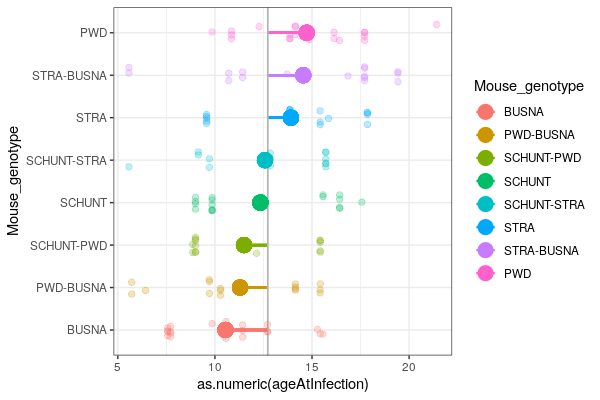 PWD
STRA-BUSNA
STRA
SCHUNT-STRA
SCHUNT
SCHUNT-PWD
PWD-BUSNA
BUSNA
Mouse_genotype
5 10 15 20
as.numeric(ageAtInfection)
Mouse_genotype
BUSNA
PWD-BUSNA
SCHUNT-PWD
SCHUNT
SCHUNT-STRA
STRA
STRA-BUSNA
PWD